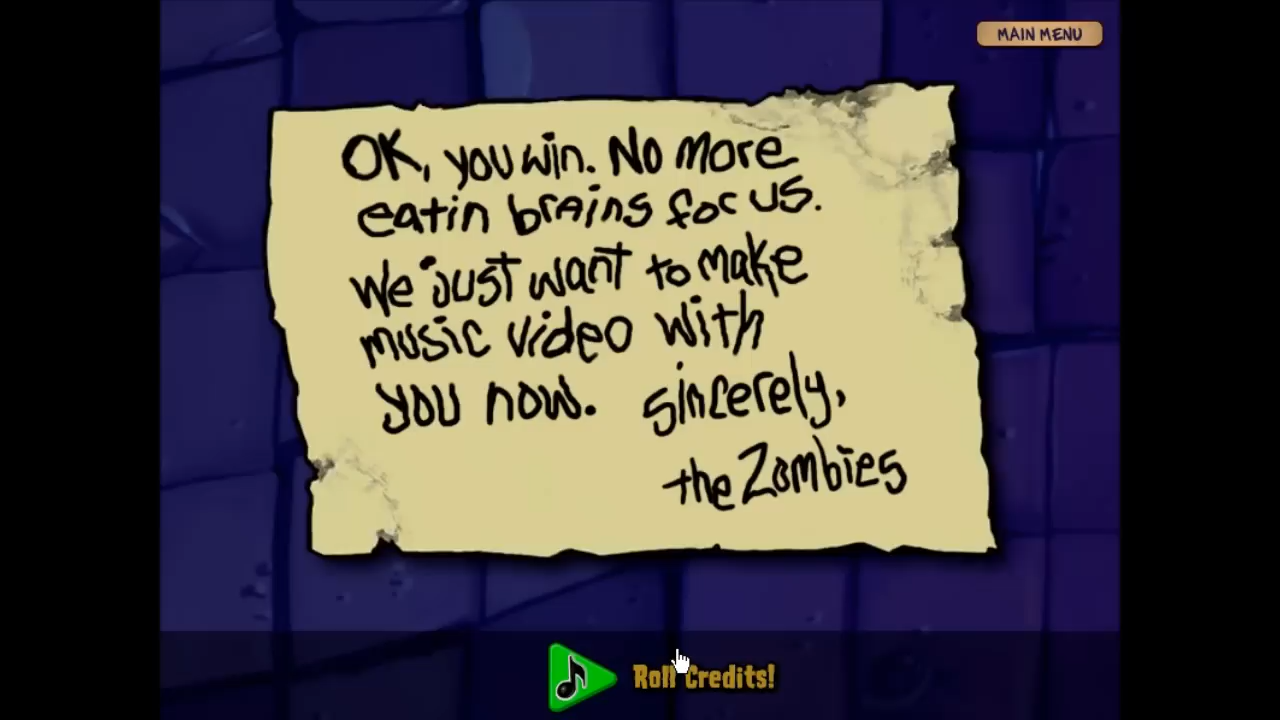 MAIN MENU
OK, you win. No More
eatin brains for us.
We just want to make
music video with
you now. sincerely,
the Zombies
Roll Credits!